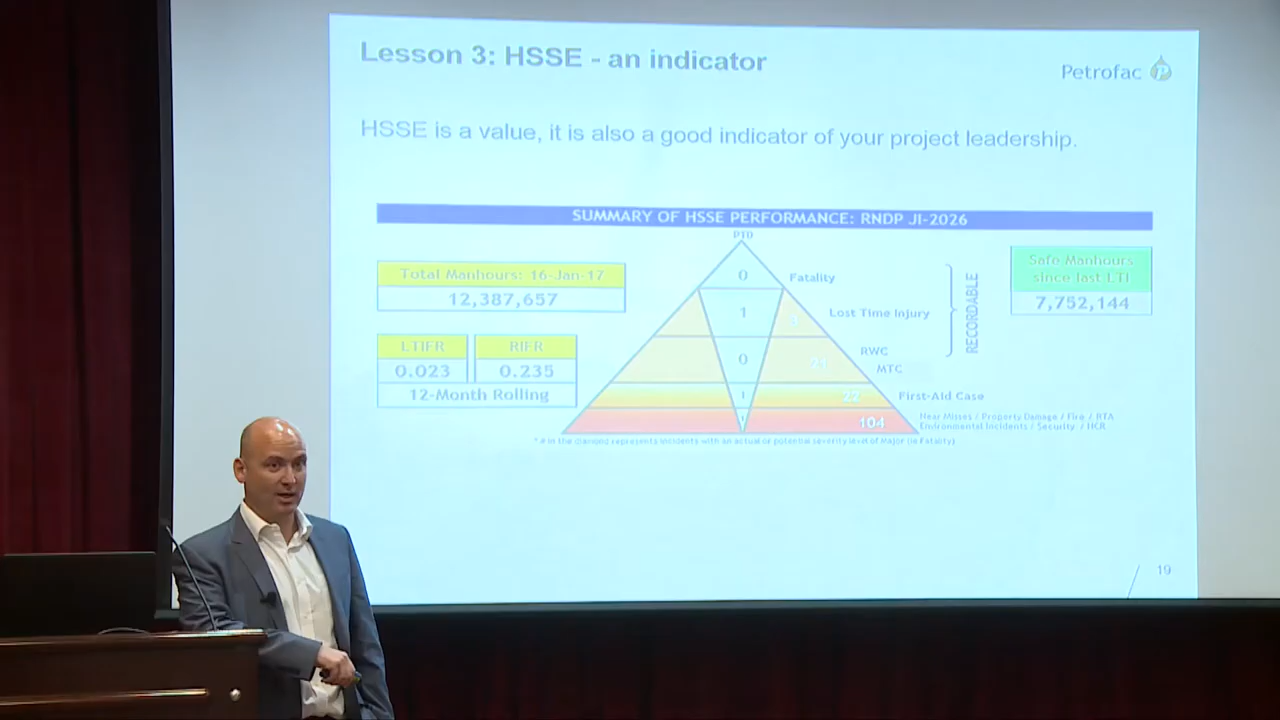 Lesson 3: HSSE - an indicator
Petrofac
HSSE is a value, it is also a good indicator of your project leadership.
SUMMARY OF HSSE PERFORMANCE: RNDP JI-2026
PTD
Total Manhours: 16-Jan-17
12,387,657
LTIFR
RIFR
0.023
0.235
12-Month Rolling
0
Fatality
1
Lost Time Injury
0
RWC
MTC
1
22
First-Aid Case
104
Near Misses / Property Damage / Fire / RTA
Environmental Incidents / Security / NCR
RECORDABLE
Safe Manhours
since last LTI
7,752,144
* # in the diamond represents incidents with an actual or potential severity level of Major (ie Fatality)
19